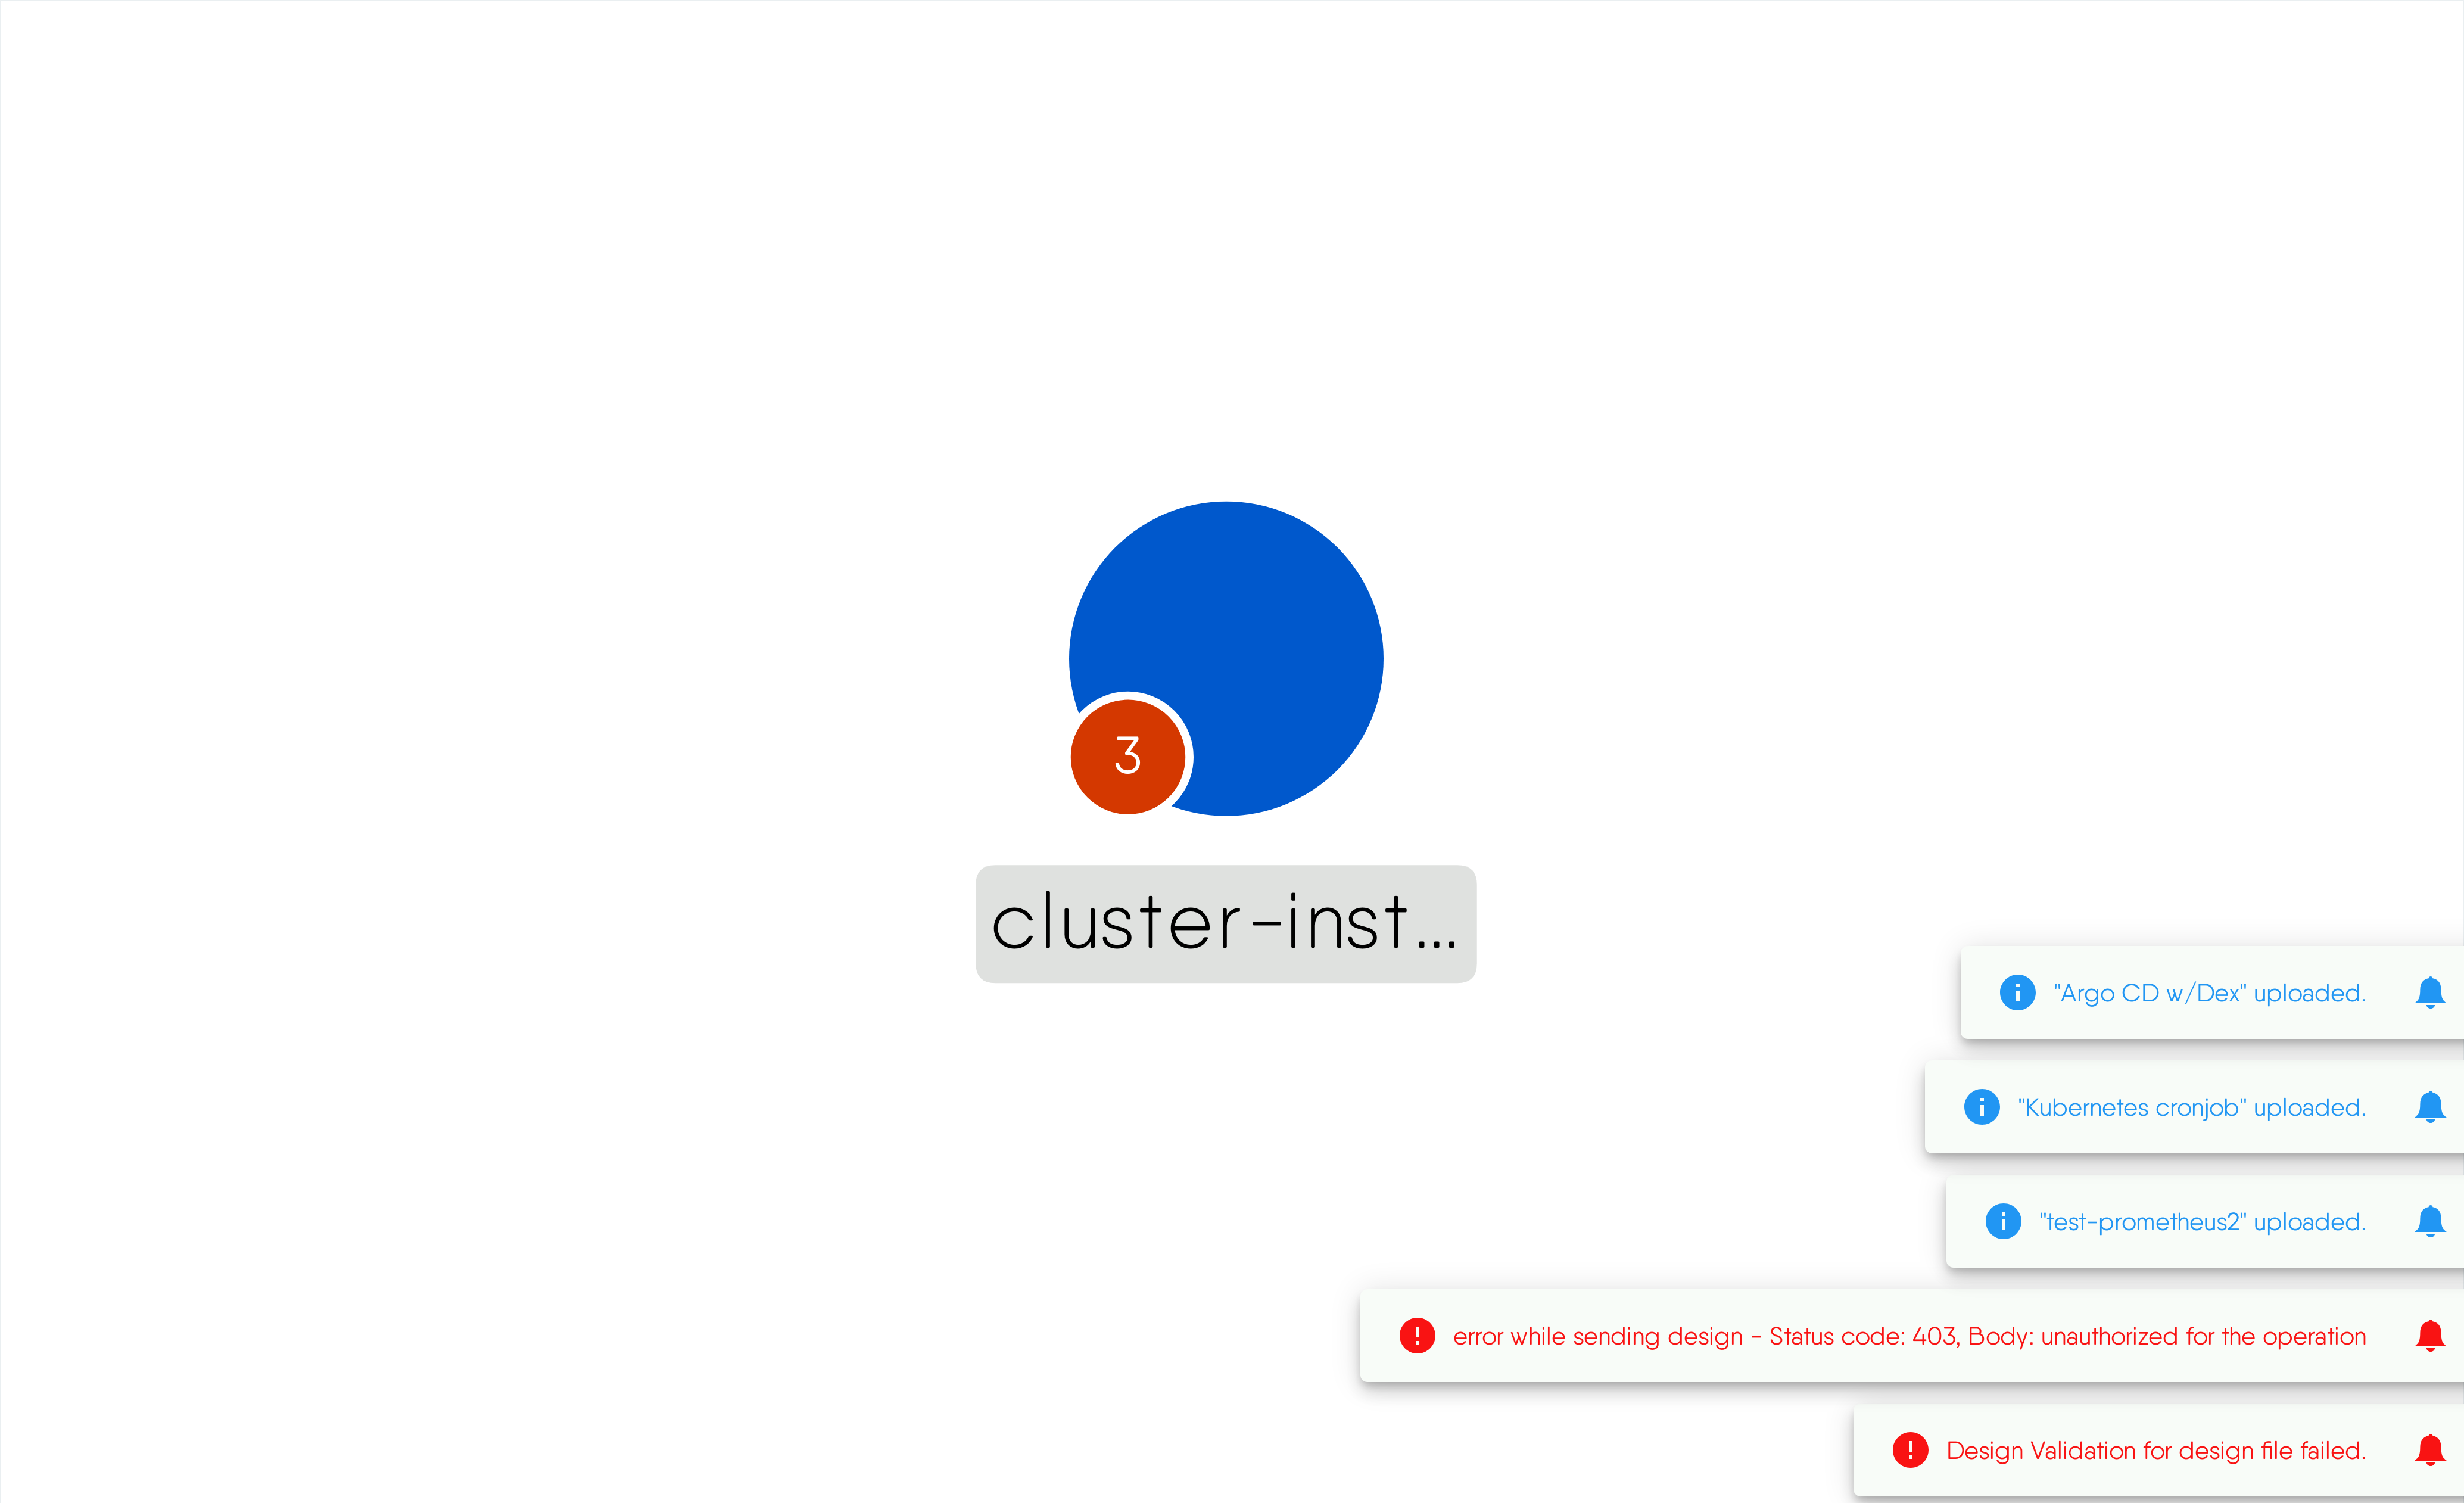 3
cluster-inst...
"Argo CD w/Dex" uploaded.
"Kubernetes cronjob" uploaded.
"test-prometheus2" uploaded.
error while sending design - Status code: 403, Body: unauthorized for the operation
Design Validation for design file failed.